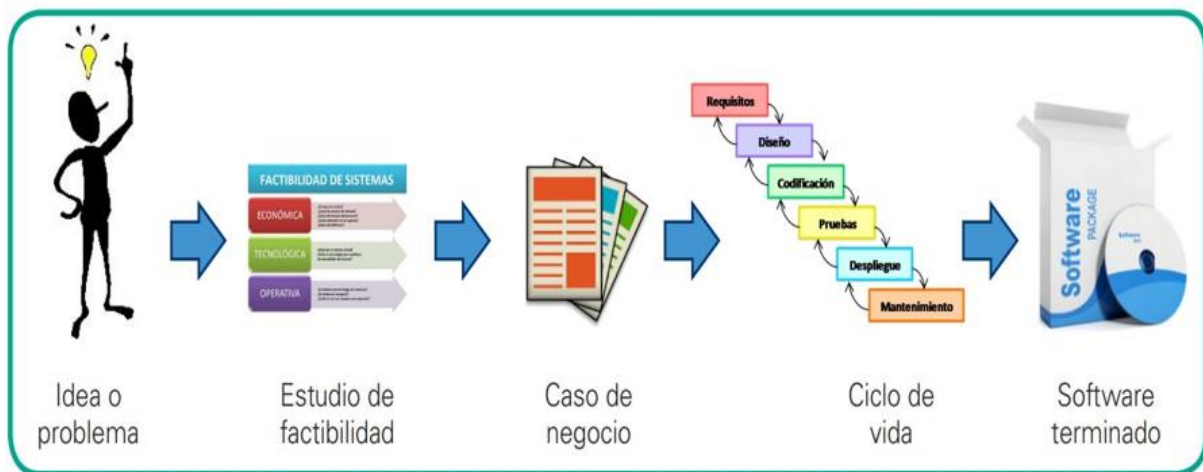 FACTIBILIDAD DE SISTEMAS
ECONÓMICA
TECNOLÓGICA
OPERATIVA
Requisitos
Diseño
Codificación
Pruebas
Despliegue
Mantenimiento
Software
PACKAGE
Software
Idea o
problema
Estudio de
factibilidad
Caso de
negocio
Ciclo de
vida
Software
terminado